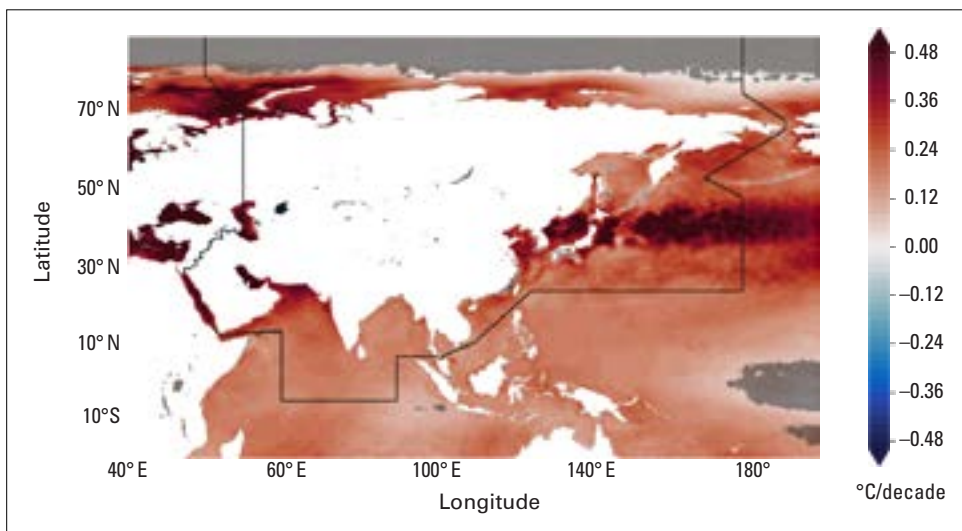 70° N
50° N
30° N
10° N
10°S
Latitude
40° E
60° E
100° E
140° E
180°
Longitude
0.48
0.36
0.24
0.12
0.00
−0.12
−0.24
−0.36
−0.48
°C/decade